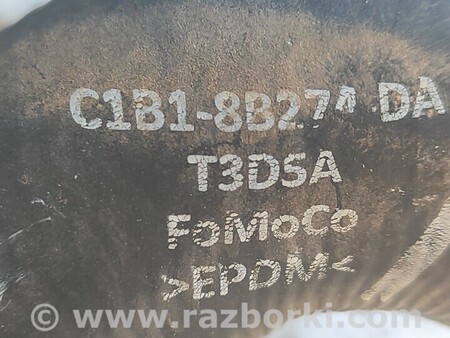 C1B1-8B274 DA
T3D5A
FoMoCo
>EPDM<
© www.razborki.com